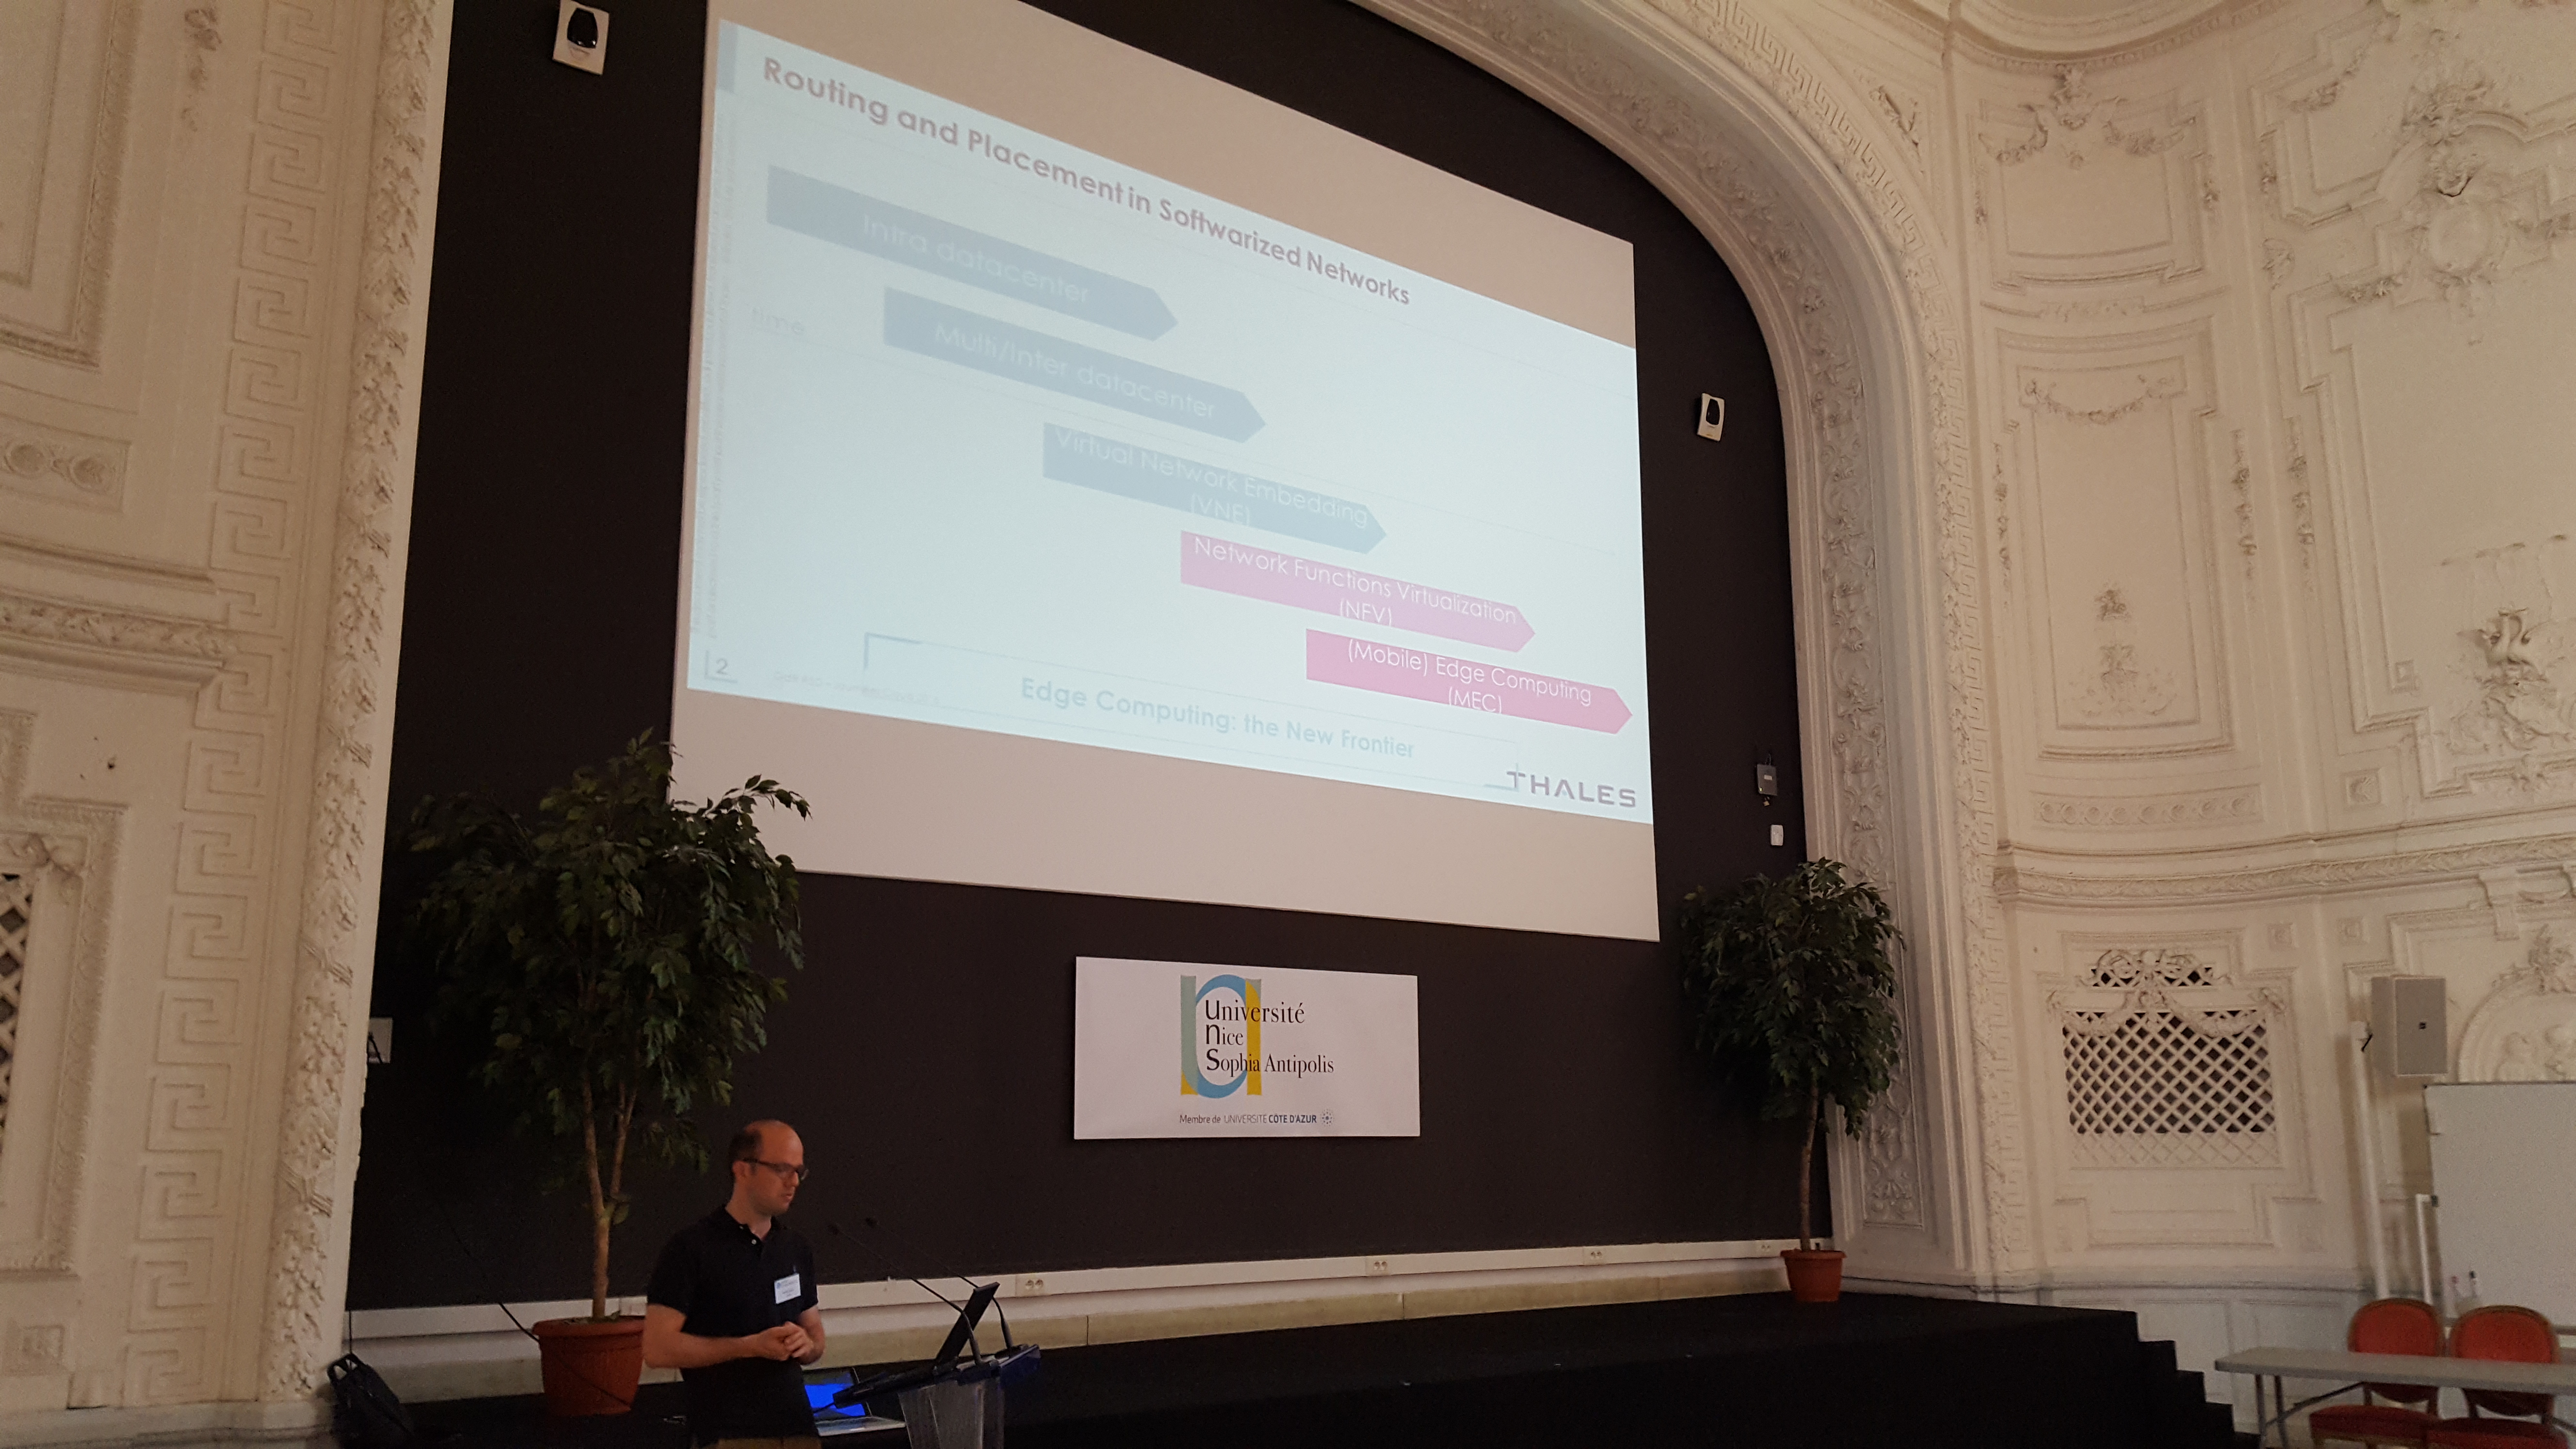 Routing and Placement in Softwarized Networks
Intra datacenter
time
Multi/Inter datacenter
Virtual Network Embedding
(VNE)
Network Functions Virtualization
(NFV)
(Mobile) Edge Computing
(MEC)
2
Edge Computing: the New Frontier
THALES
Université
Nice
Sophia Antipolis
Membre de UNIVERSITÉ CÔTE D'AZUR